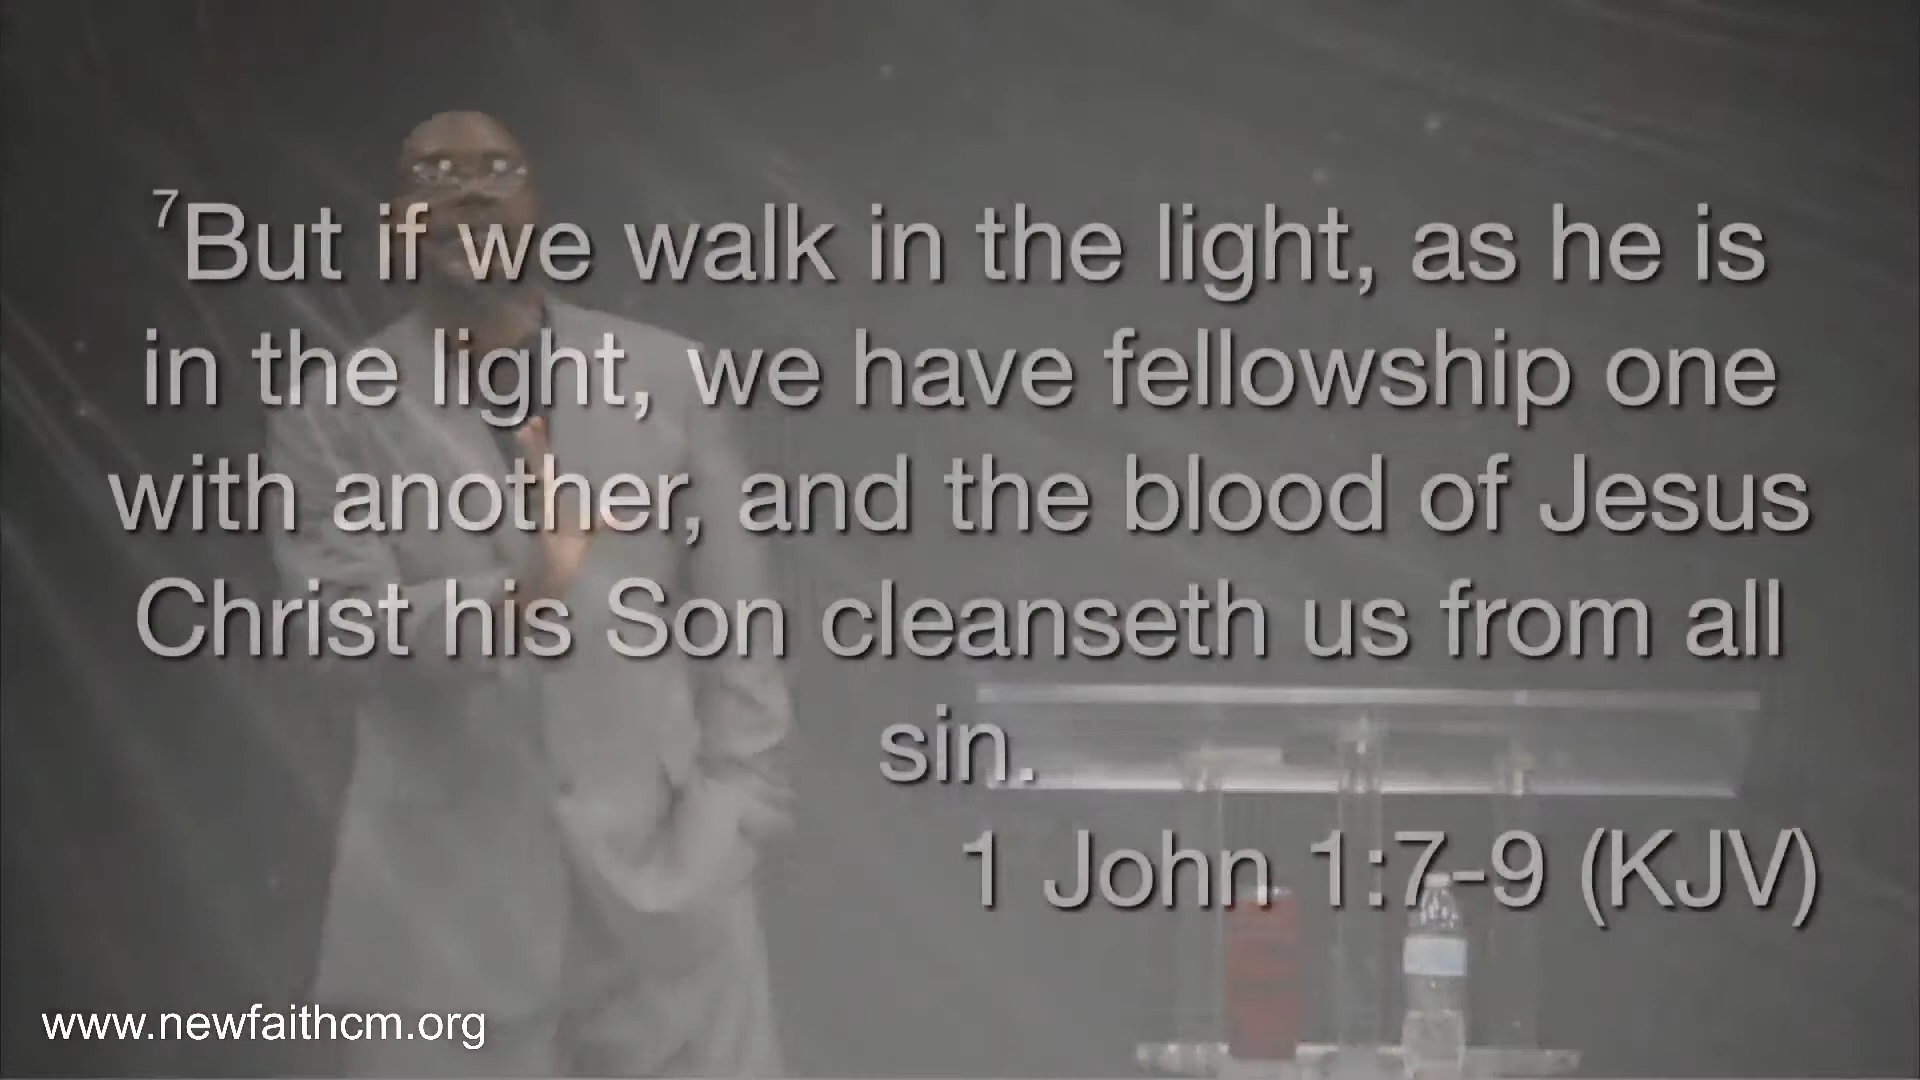 7But if we walk in the light, as he is
in the light, we have fellowship one
with another, and the blood of Jesus
Christ his Son cleanseth us from all
sin.
1 John 1:7-9 (KJV)
www.newfaithcm.org